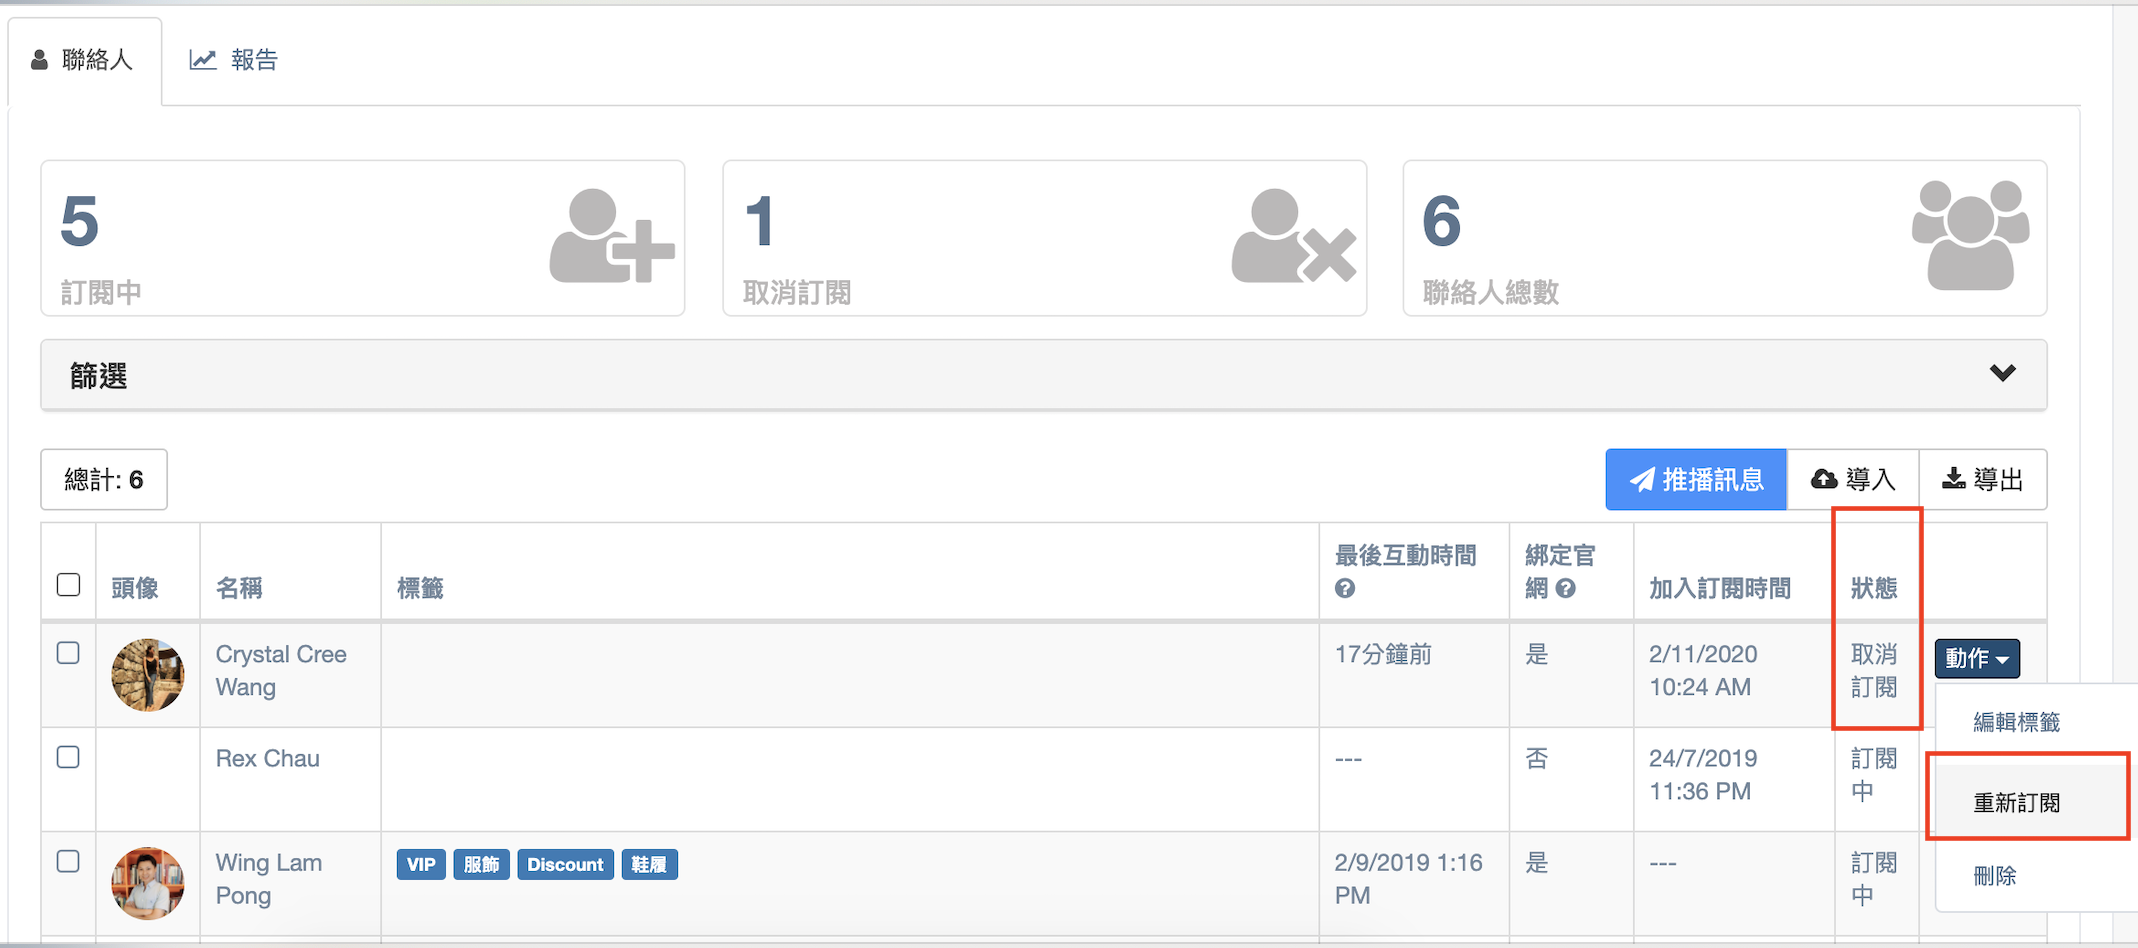 聯絡人 報告
5 1 6
訂閱中 取消訂閱 聯絡人總數
篩選
總計: 6 推播訊息 導入 導出
最後互動時間 綁定官
頭像 名稱 標籤 網 加入訂閱時間 狀態
Crystal Cree 17分鐘前 是 2/11/2020 取消 動作
Wang 10:24 AM 訂閱
編輯標籤
Rex Chau --- 否 24/7/2019 訂閱
11:36 PM 中
重新訂閱
Wing Lam VIP 服飾 Discount 鞋履 2/9/2019 1:16 是 --- 訂閱
Pong PM 中
刪除